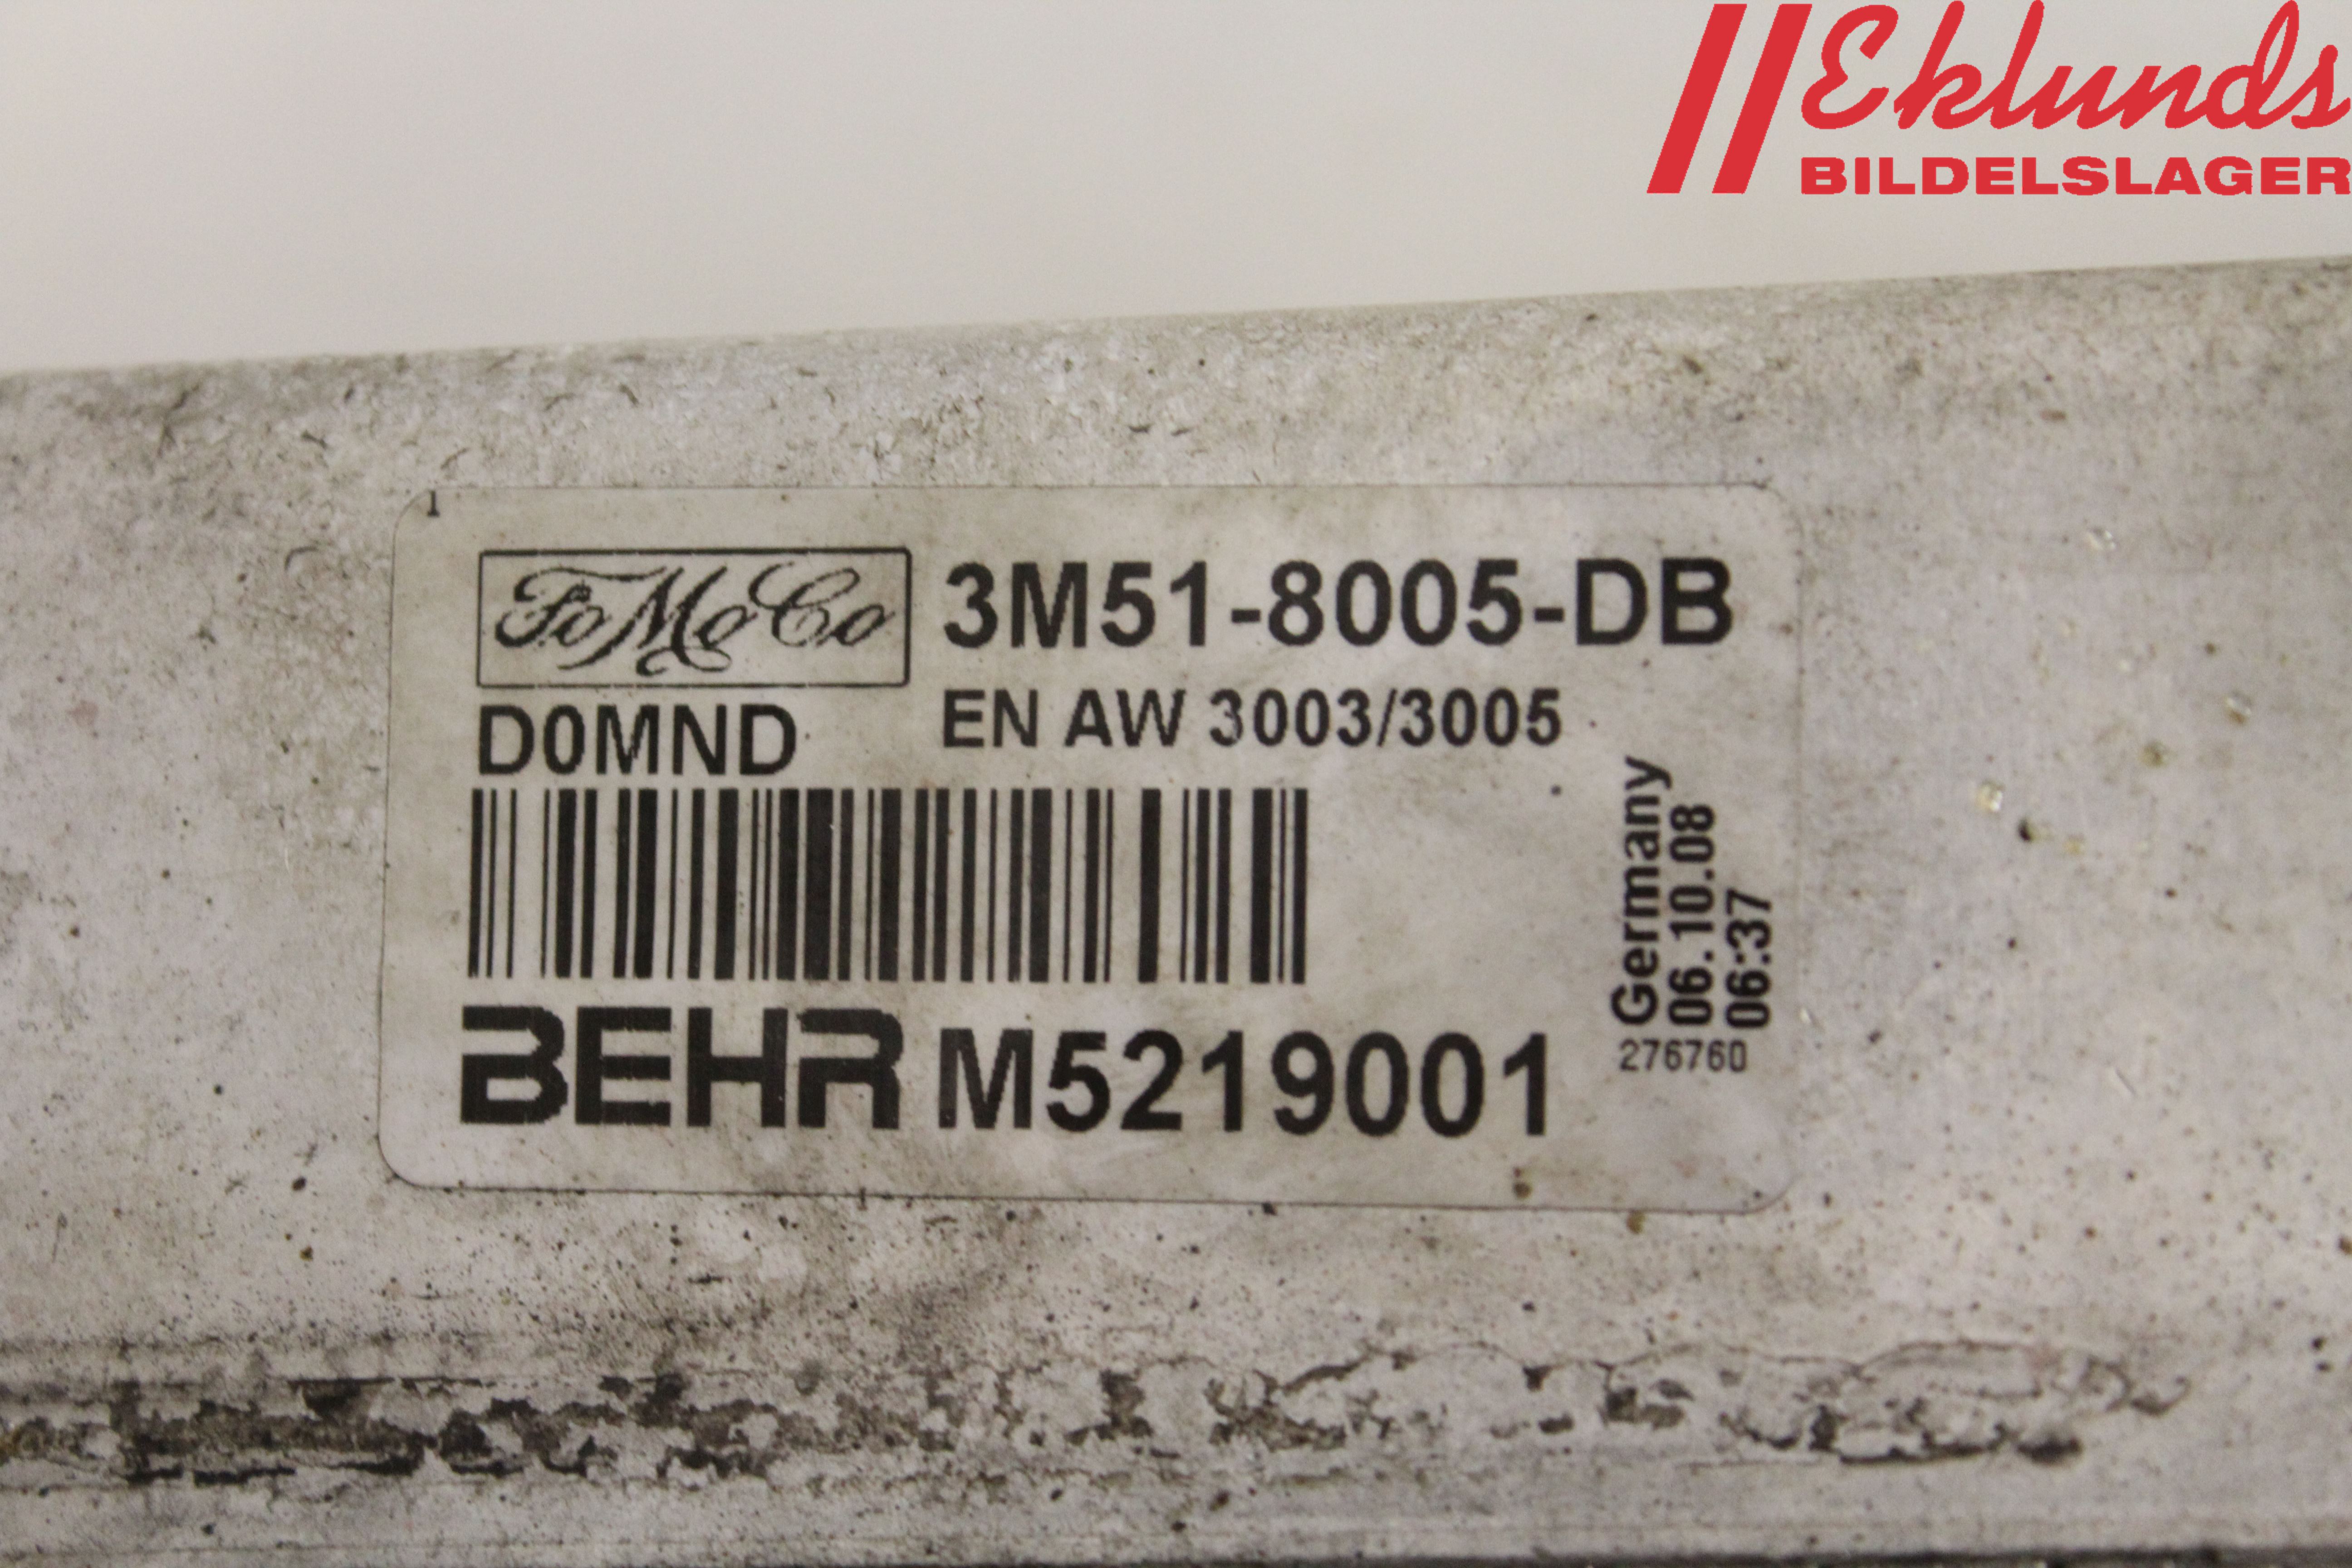 Eklunds
BILDELSLAGER
1
FoMoCo 3M51-8005-DB
D0MND EN AW 3003/3005
BEHR M5219001
Germany
06.10.08
06:37
276760